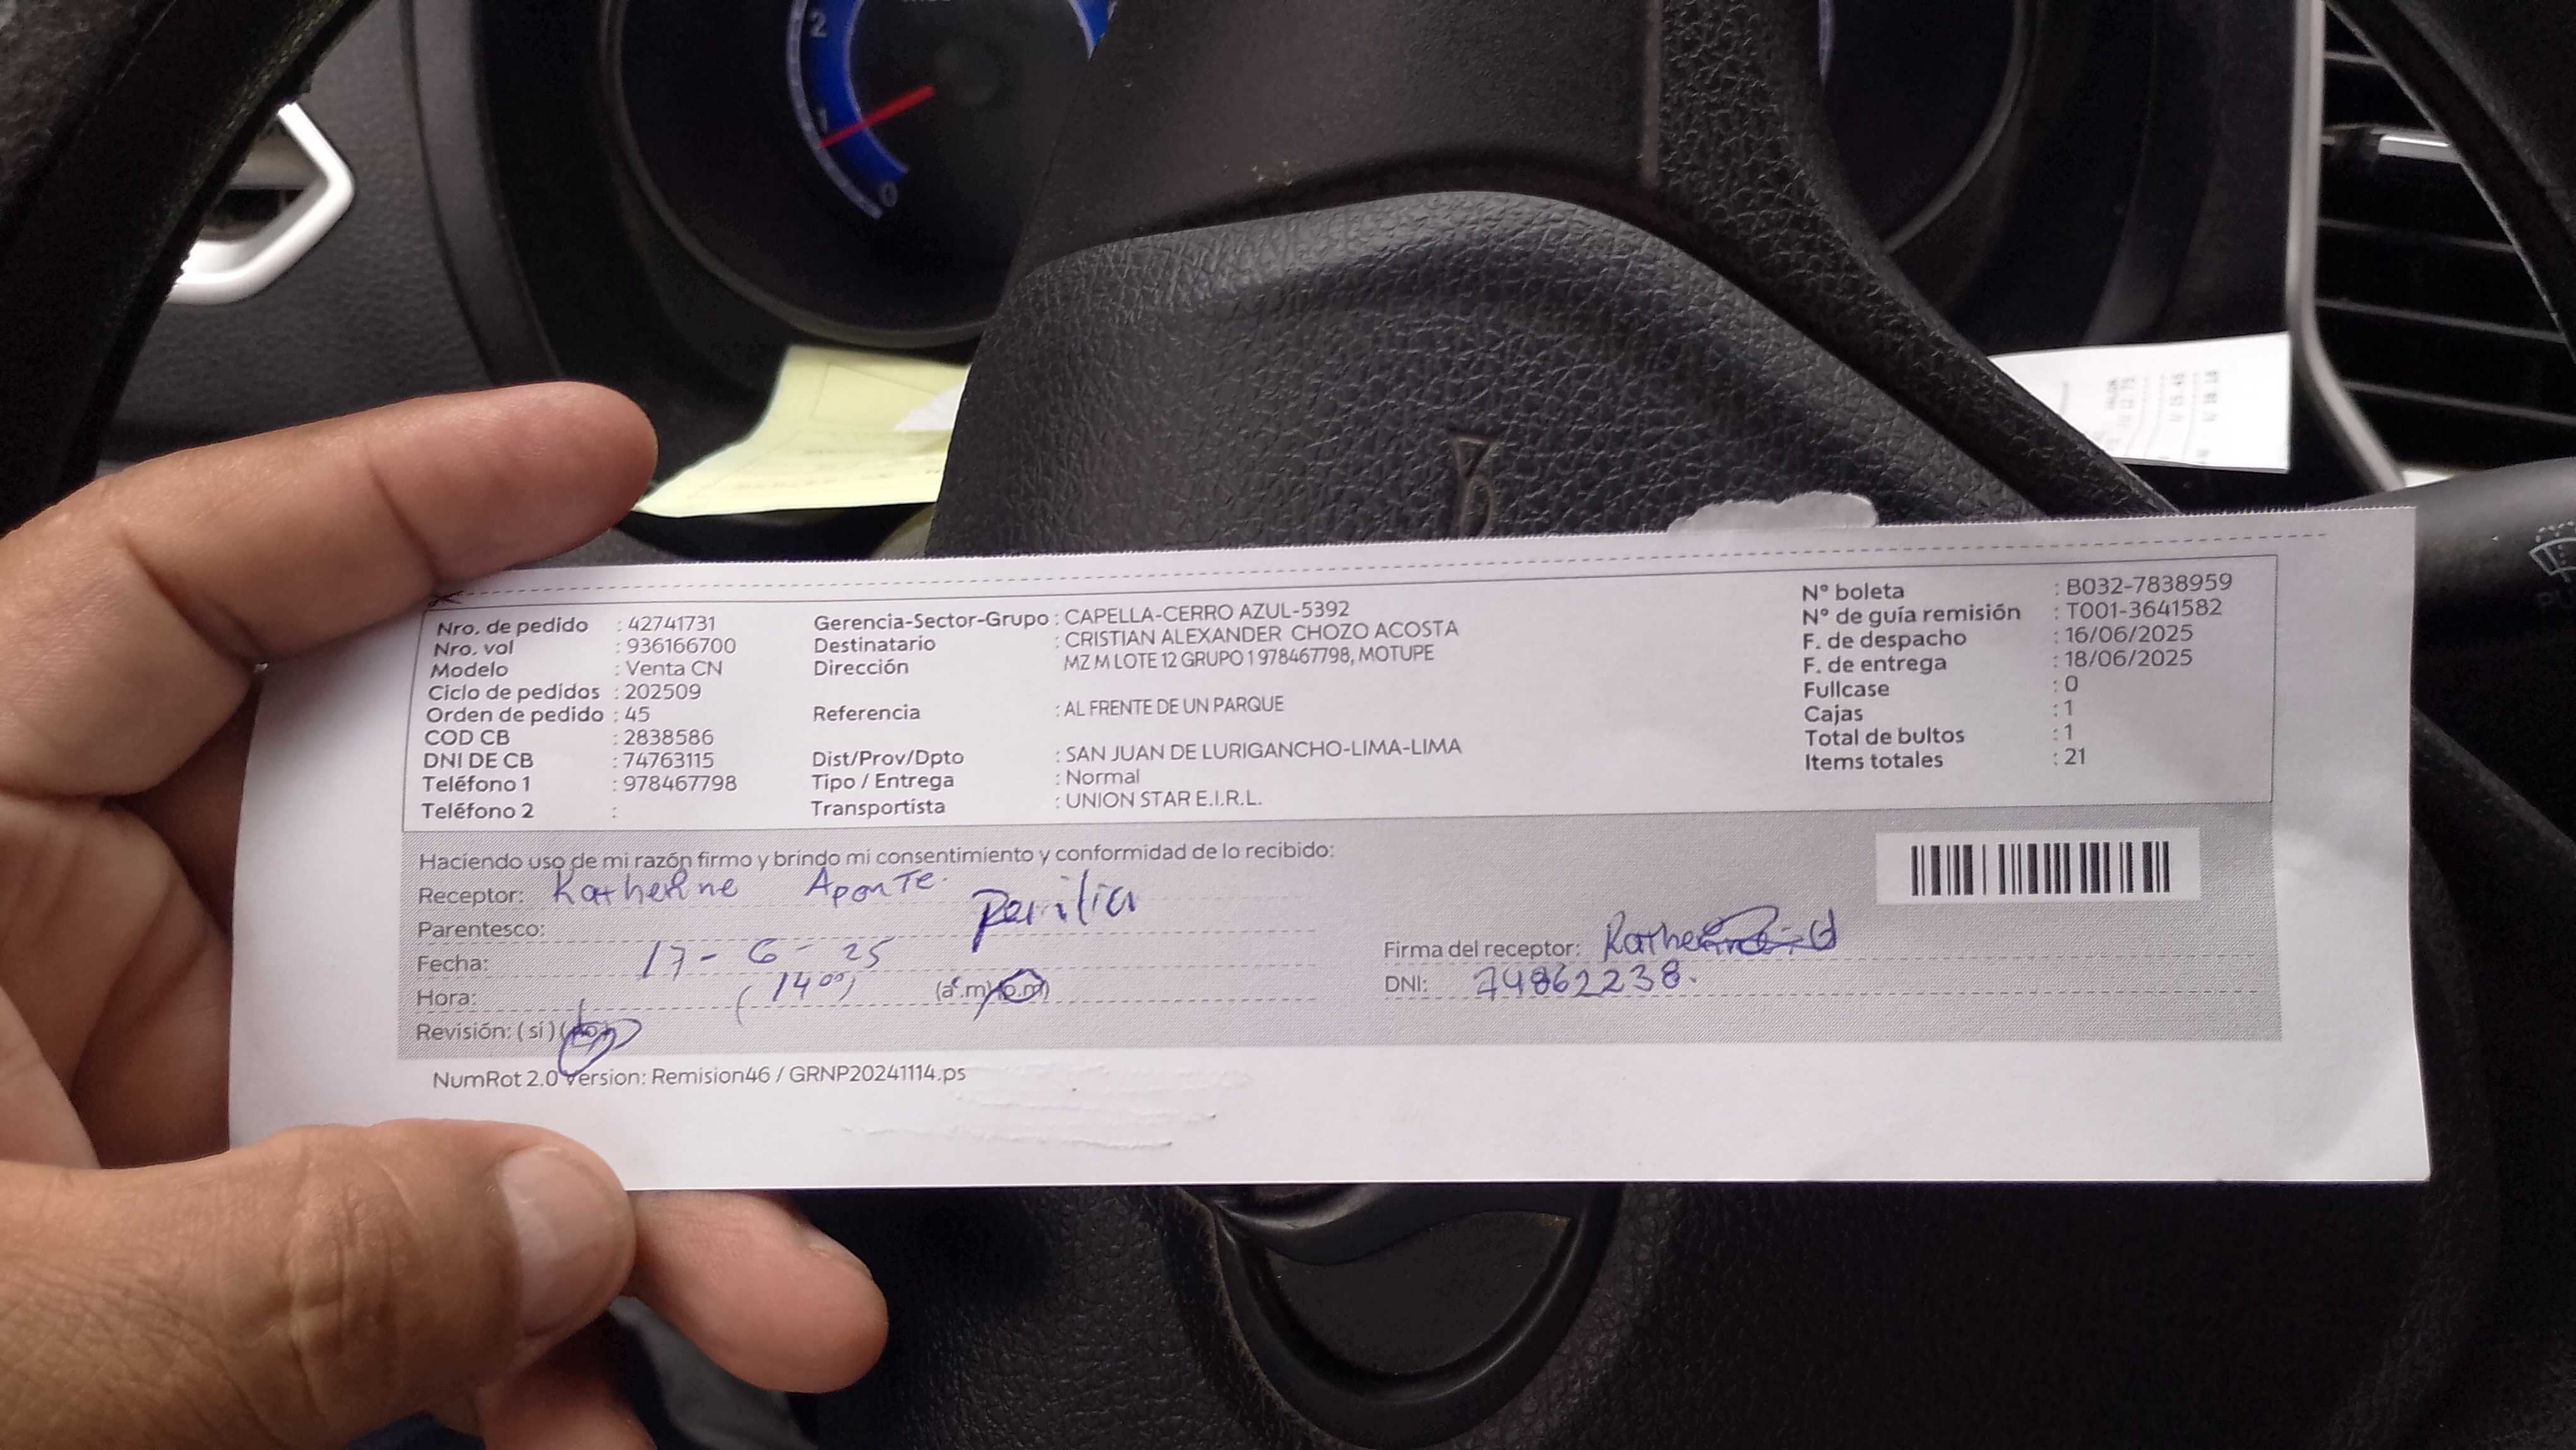 Nro. de pedido : 42741731
Nro. vol : 936166700
Modelo : Venta CN
Ciclo de pedidos : 202509
Orden de pedido : 45
COD CB : 2838586
DNI DE CB : 74763115
Teléfono 1 : 978467798
Teléfono 2 :
Gerencia-Sector-Grupo : CAPELLA-CERRO AZUL-5392
Destinatario : CRISTIAN ALEXANDER CHOZO ACOSTA
Dirección MZ M LOTE 12 GRUPO 1 978467798, MOTUPE
Referencia : AL FRENTE DE UN PARQUE
Dist/Prov/Dpto : SAN JUAN DE LURIGANCHO-LIMA-LIMA
Tipo / Entrega : Normal
Transportista : UNION STAR E.I.R.L.
N° boleta : B032-7838959
N° de guía remisión : T001-3641582
F. de despacho : 16/06/2025
F. de entrega : 18/06/2025
Fullcase : 0
Cajas : 1
Total de bultos : 1
Items totales : 21
Haciendo uso de mi razón firmo y brindo mi consentimiento y conformidad de lo recibido:
Receptor: Katherine Aponte.
Parentesco:
Fecha: 17-6-25
Hora: (14 00) (a.m) (p.m)
Revisión: (si) (no)
Firma del receptor: Katherine
DNI: 74862238.
NumRot 2.0 Version: Remision46 / GRNP20241114.ps
2
1
0